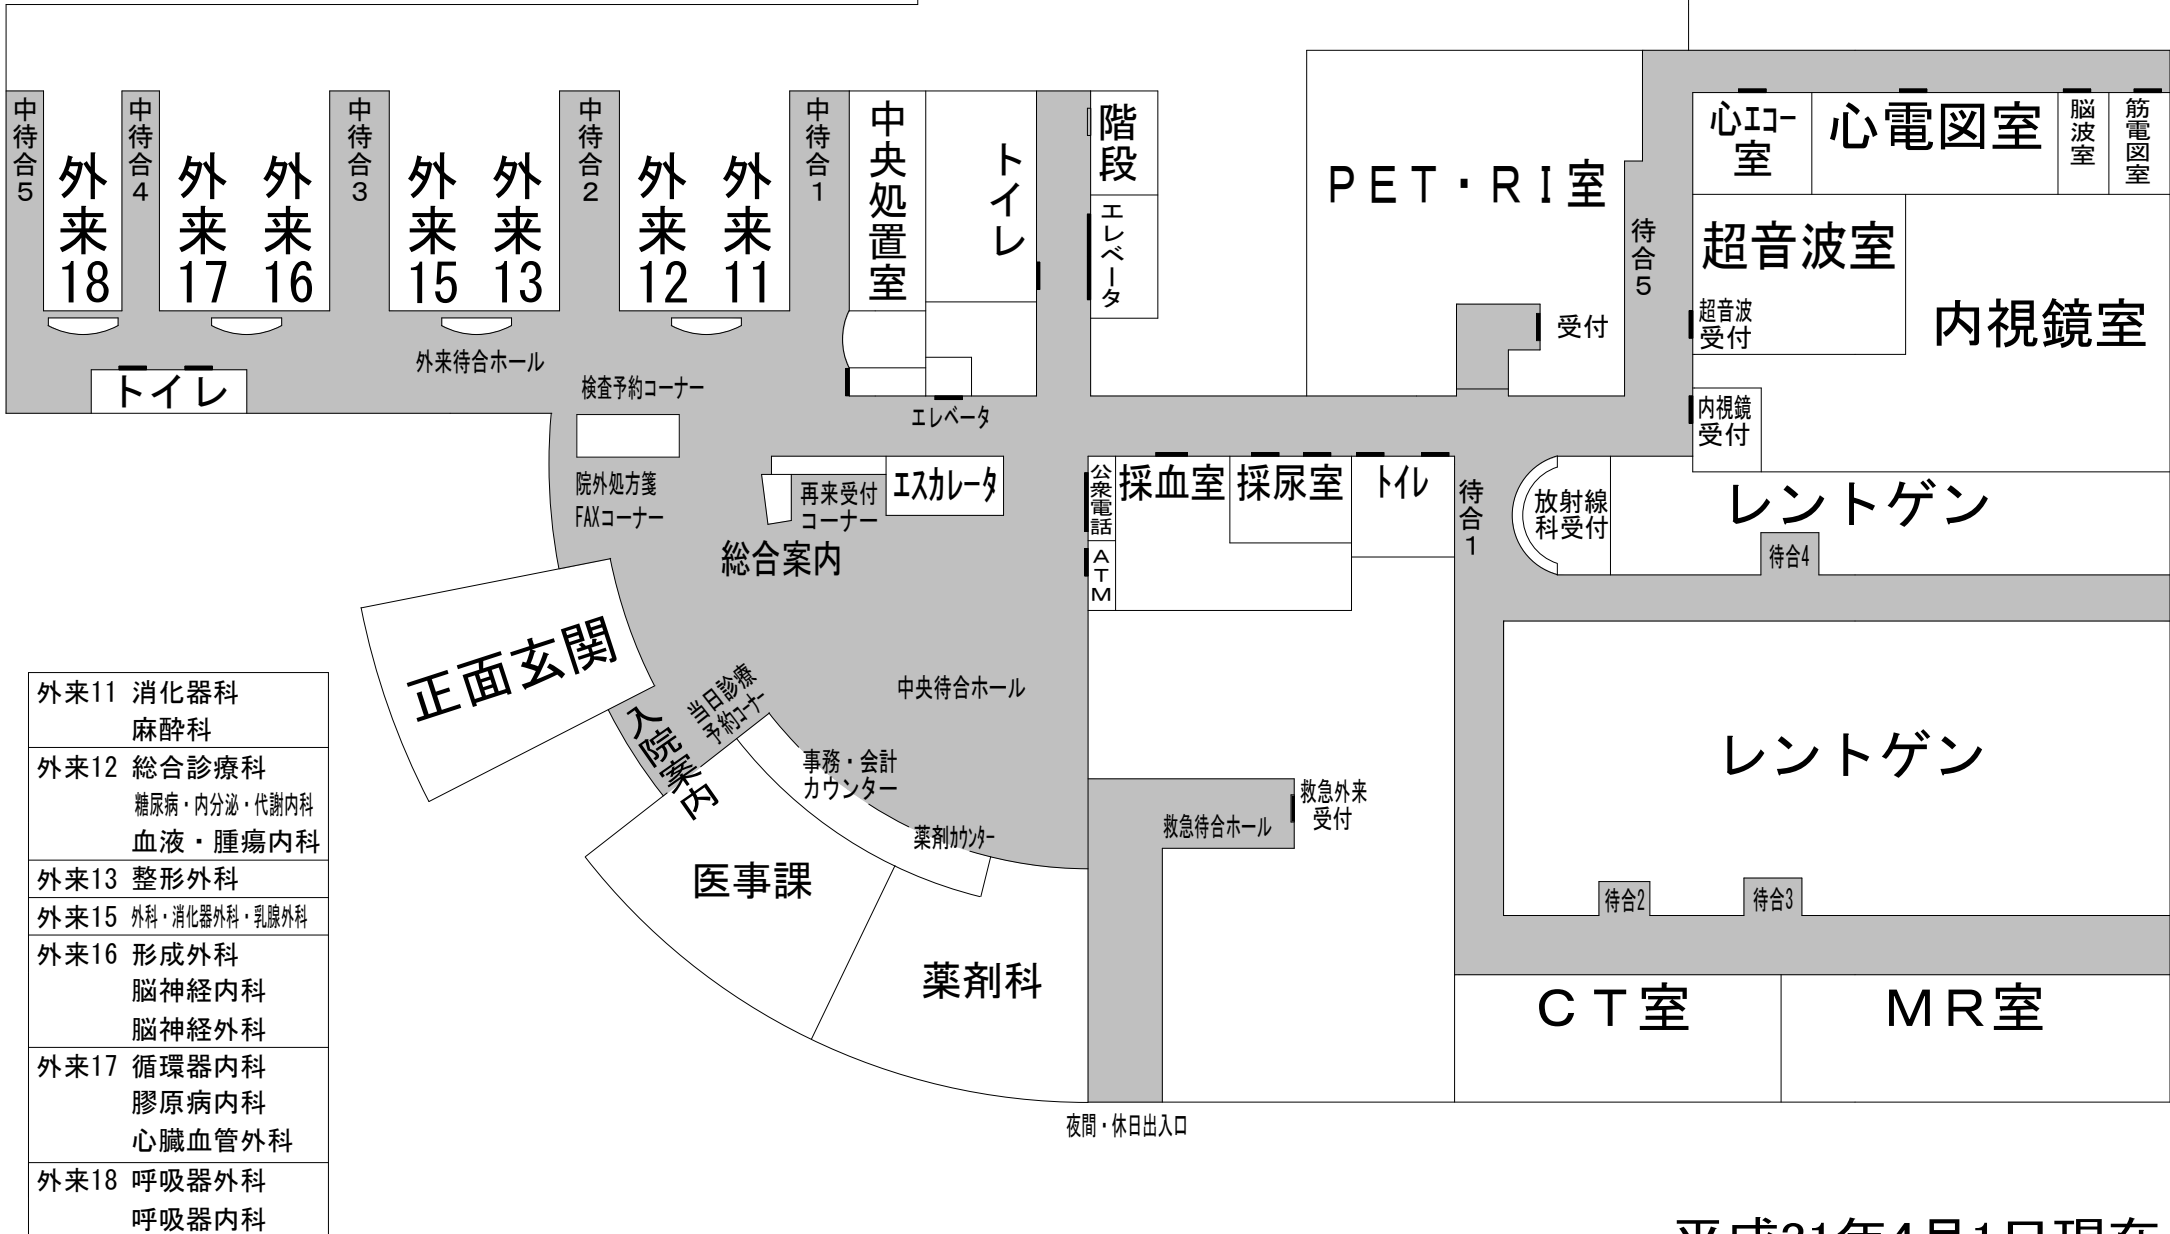 中待合5
外来18
中待合4
外来17
外来16
中待合3
外来15
外来13
中待合2
外来12
外来11
中待合1
中央処置室
トイレ
階段
エレベータ
PET・RI室
受付
待合5
心エコー
室
心電図室
脳波室
筋電図室
超音波室
超音波
受付
内視鏡室
内視鏡
受付
トイレ
外来待合ホール
検査予約コーナー
エレベータ
院外処方箋
FAXコーナー
再来受付
コーナー
エスカレータ
総合案内
公衆電話
ATM
採血室
採尿室
トイレ
待合1
放射線
科受付
レントゲン
待合4
正面玄関
入院案内
当日診療
予約コーナー
中央待合ホール
事務・会計
カウンター
薬剤カウンター
医事課
薬剤科
救急待合ホール
救急外来
受付
レントゲン
待合2
待合3
CT室
MR室
夜間・休日出入口
外来11 消化器科
麻酔科
外来12 総合診療科
糖尿病・内分泌・代謝内科
血液・腫瘍内科
外来13 整形外科
外来15 外科・消化器外科・乳腺外科
外来16 形成外科
脳神経内科
脳神経外科
外来17 循環器内科
膠原病内科
心臓血管外科
外来18 呼吸器外科
呼吸器内科
平成31年4月1日現在